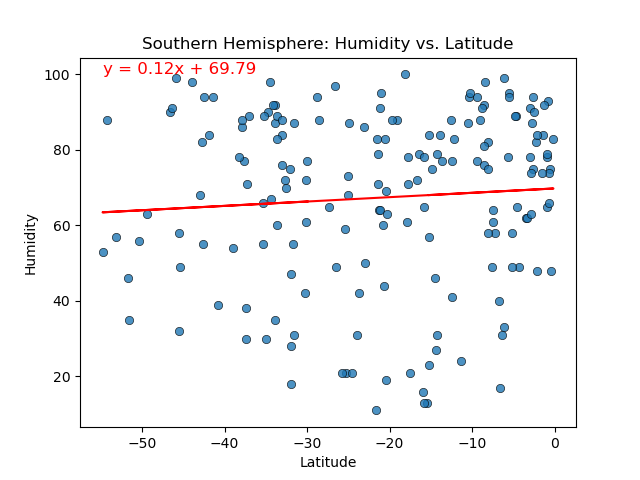 Southern Hemisphere: Humidity vs. Latitude
y = 0.12x + 69.79
100
80
60
40
20
Humidity
−50 −40 −30 −20 −10 0
Latitude